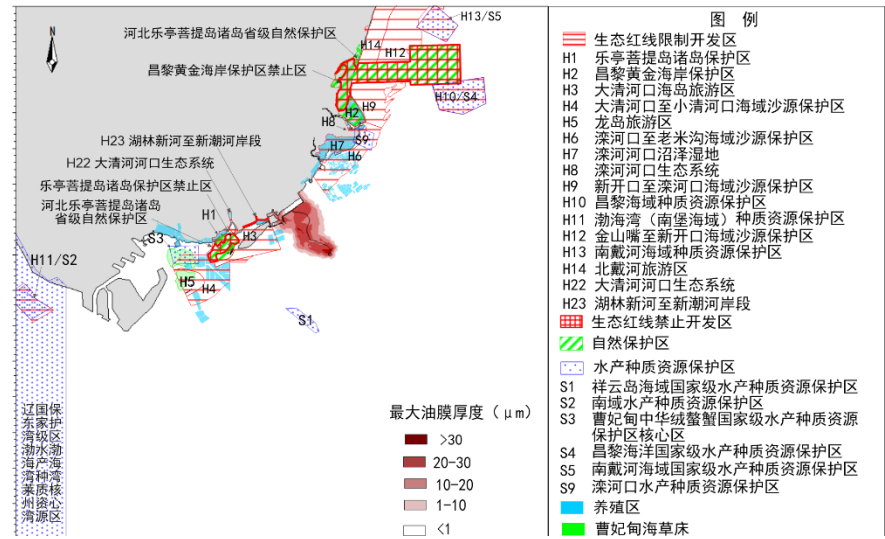 H13/S5
河北乐亭菩提岛诸岛省级自然保护区
H14
H12
昌黎黄金海岸保护区禁止区
H10/S4
H9
H2
H8
S9
H23 湖林新河至新潮河岸段
H7
H6
H22 大清河河口生态系统
乐亭菩提岛诸岛保护区禁止区
河北乐亭菩提岛诸岛
省级自然保护区
H1
H3
S3
H11/S2
H5
H4
S1
N
辽国保
东家护
湾级区
渤水渤
海产海
湾种湾
莱质核
州资心
湾源区
最大油膜厚度（μm）
>30
20-30
10-20
1-10
<1
图 例
生态红线限制开发区
H1 乐亭菩提岛诸岛保护区
H2 昌黎黄金海岸保护区
H3 大清河口海岛旅游区
H4 大清河口至小清河口海域沙源保护区
H5 龙岛旅游区
H6 滦河口至老米沟海域沙源保护区
H7 滦河河口沼泽湿地
H8 滦河河口生态系统
H9 新开口至滦河口海域沙源保护区
H10 昌黎海域种质资源保护区
H11 渤海湾（南堡海域）种质资源保护区
H12 金山嘴至新开口海域沙源保护区
H13 南戴河海域种质资源保护区
H14 北戴河旅游区
H22 大清河河口生态系统
H23 湖林新河至新潮河岸段
生态红线禁止开发区
自然保护区
水产种质资源保护区
S1 祥云岛海域国家级水产种质资源保护区
S2 南域水产种质资源保护区
S3 曹妃甸中华绒螯蟹国家级水产种质资源
保护区核心区
S4 昌黎海洋国家级水产种质资源保护区
S5 南戴河海域国家级水产种质资源保护区
S9 滦河口水产种质资源保护区
养殖区
曹妃甸海草床